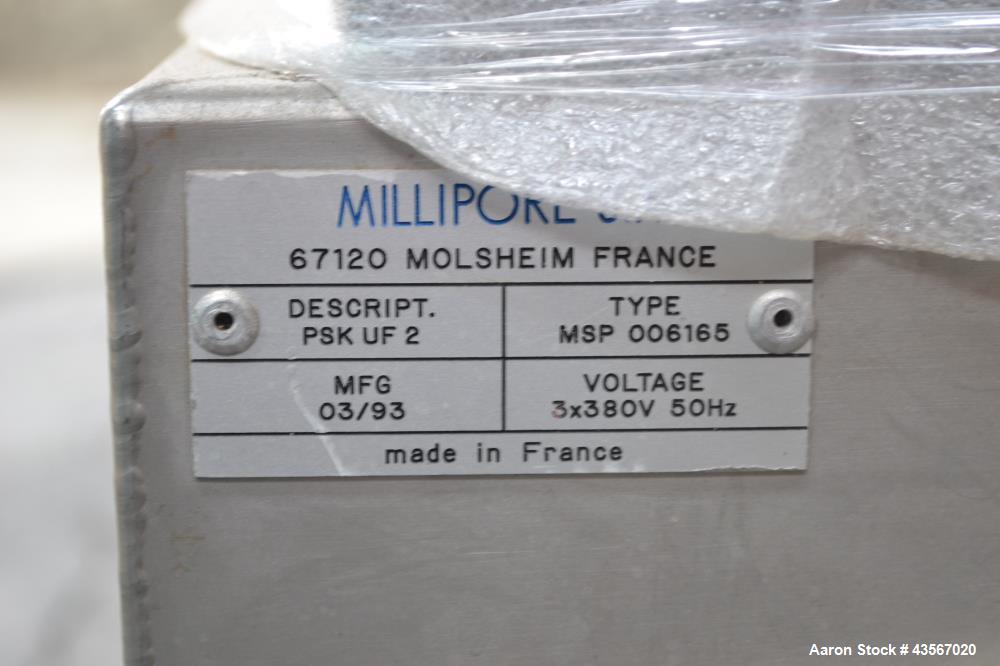 MILLIPORE
67120 MOLSHEIM FRANCE
DESCRIPT.
PSK UF 2
TYPE
MSP 006165
MFG
03/93
VOLTAGE
3x380V 50Hz
made in France
Aaron Stock # 43567020